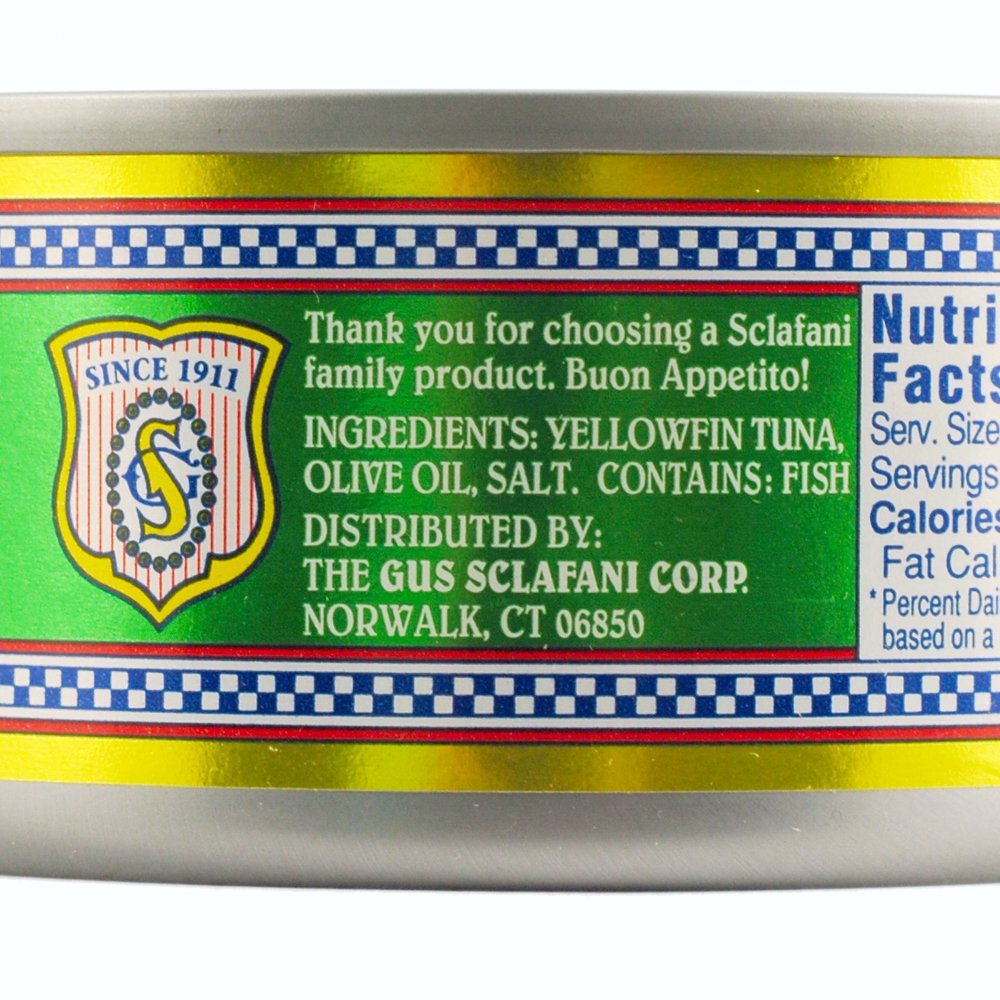 SINCE 1911
GS
Thank you for choosing a Sclafani
family product. Buon Appetito!
INGREDIENTS: YELLOWFIN TUNA,
OLIVE OIL, SALT. CONTAINS: FISH
DISTRIBUTED BY:
THE GUS SCLAFANI CORP.
NORWALK, CT 06850
Nutri
Facts
Serv. Size
Servings
Calories
Fat Cal
* Percent Dai
based on a